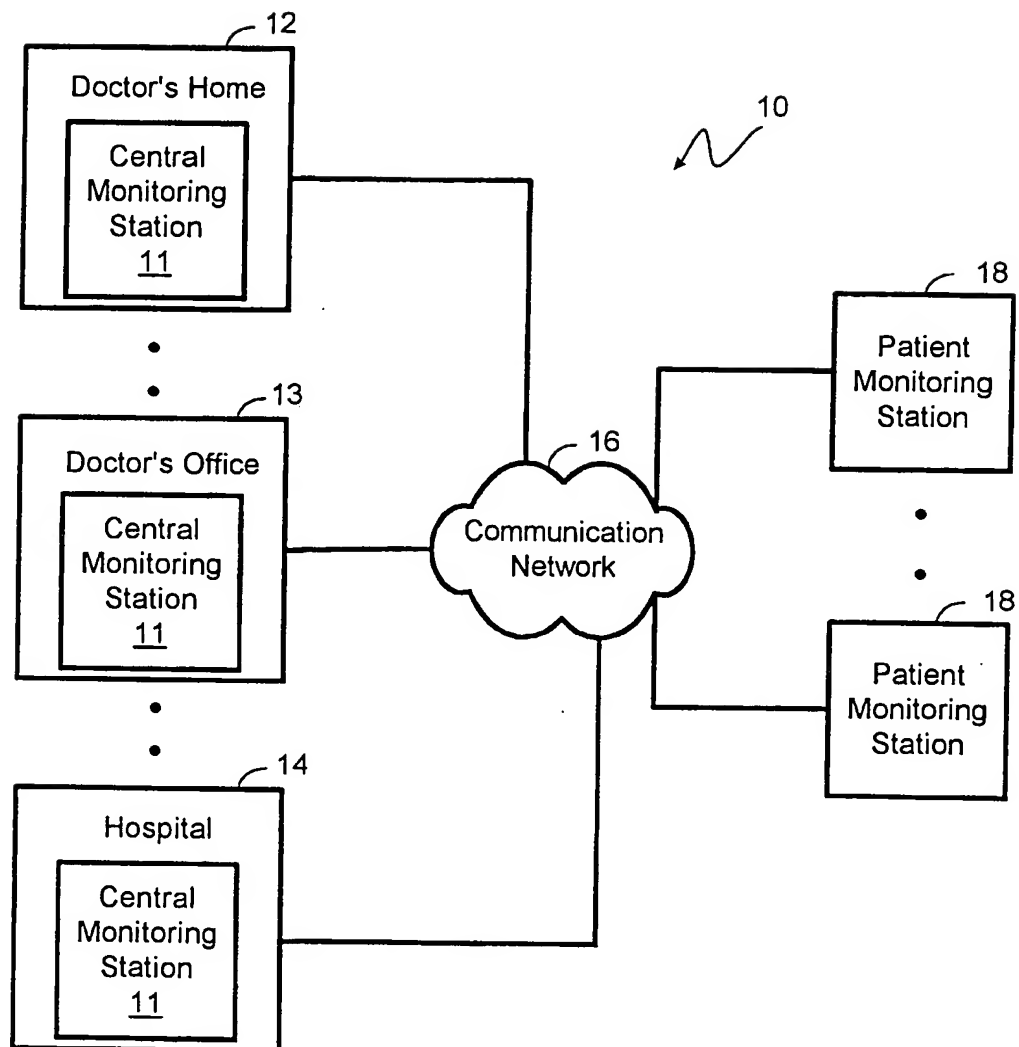 12
Doctor's Home
Central
Monitoring
Station
11
10
13
Doctor's Office
Central
Monitoring
Station
11
14
Hospital
Central
Monitoring
Station
11
16
Communication
Network
18
Patient
Monitoring
Station
18
Patient
Monitoring
Station